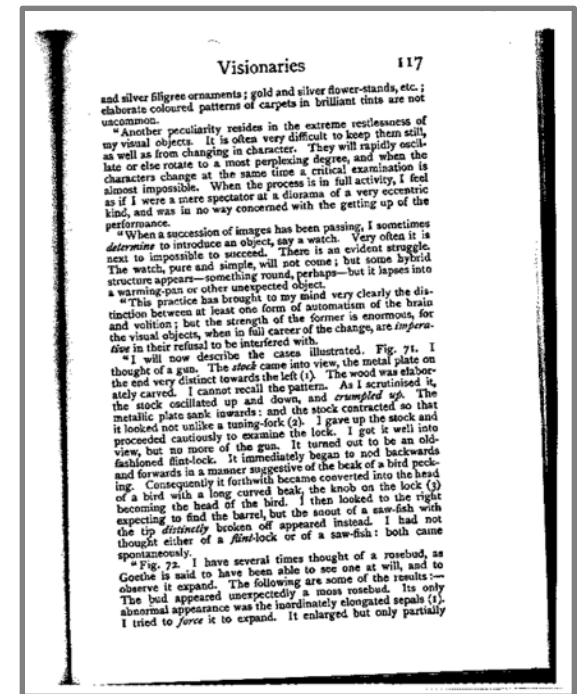 Visionaries 117
and silver filigree ornaments; gold and silver flower-stands, etc.;
elaborate coloured patterns of carpets in brilliant tints are not
uncommon.
"Another peculiarity resides in the extreme restlessness of
my visual objects. It is often very difficult to keep them still,
as well as from changing in character. They will rapidly oscil-
late or else rotate to a most perplexing degree, and when the
characters change at the same time a critical examination is
almost impossible. When the process is in full activity, I feel
as if I were a mere spectator at a diorama of a very eccentric
kind, and was in no way concerned with the getting up of the
performance.
"When a succession of images has been passing, I sometimes
determine to introduce an object, say a watch. Very often it is
next to impossible to succeed. There is an evident struggle.
The watch, pure and simple, will not come; but some hybrid
structure appears—something round, perhaps—but it lapses into
a warming-pan or other unexpected object.
"This practice has brought to my mind very clearly the dis-
tinction between at least one form of automatism of the brain
and volition; but the strength of the former is enormous, for
the visual objects, when in full career of the change, are impera-
tive in their refusal to be interfered with.
"I will now describe the cases illustrated. Fig. 71. I
thought of a gun. The stock came into view, the metal plate on
the end very distinct towards the left (1). The wood was elabor-
ately carved. I cannot recall the pattern. As I scrutinised it,
the stock oscillated up and down, and crumpled up. The
metallic plate sank inwards: and the stock contracted so that
it looked not unlike a tuning-fork (2). I gave up the stock and
proceeded cautiously to examine the lock. I got it well into
view, but no more of the gun. It turned out to be an old-
fashioned flint-lock. It immediately began to nod backwards
and forwards in a manner suggestive of the beak of a bird peck-
ing. Consequently it forthwith became converted into the head
of a bird with a long curved beak, the knob on the lock (3)
becoming the head of the bird. I then looked to the right
expecting to find the barrel, but the snout of a saw-fish with
the tip distinctly broken off appeared instead. I had not
thought either of a flint-lock or of a saw-fish: both came
spontaneously.
"Fig. 72. I have several times thought of a rosebud, as
Goethe is said to have been able to see one at will, and to
observe it expand. The following are some of the results:—
The bud appeared unexpectedly a moss rosebud. Its only
abnormal appearance was the inordinately elongated sepals (1).
I tried to force it to expand. It enlarged but only partially